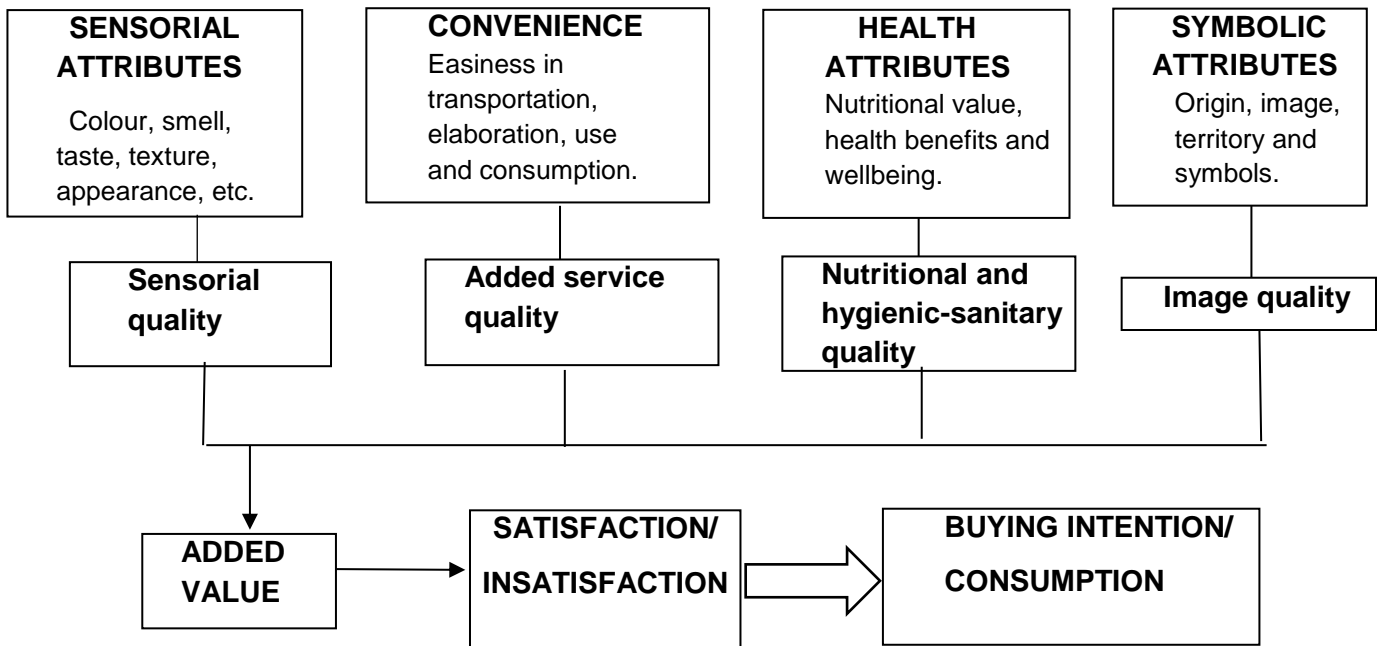 SENSORIAL
ATTRIBUTES
Colour, smell,
taste, texture,
appearance, etc.
CONVENIENCE
Easiness in
transportation,
elaboration, use
and consumption.
HEALTH
ATTRIBUTES
Nutritional value,
health benefits and
wellbeing.
SYMBOLIC
ATTRIBUTES
Origin, image,
territory and
symbols.
Sensorial
quality
Added service
quality
Nutritional and
hygienic-sanitary
quality
Image quality
ADDED
VALUE
SATISFACTION/
INSATISFACTION
BUYING INTENTION/
CONSUMPTION